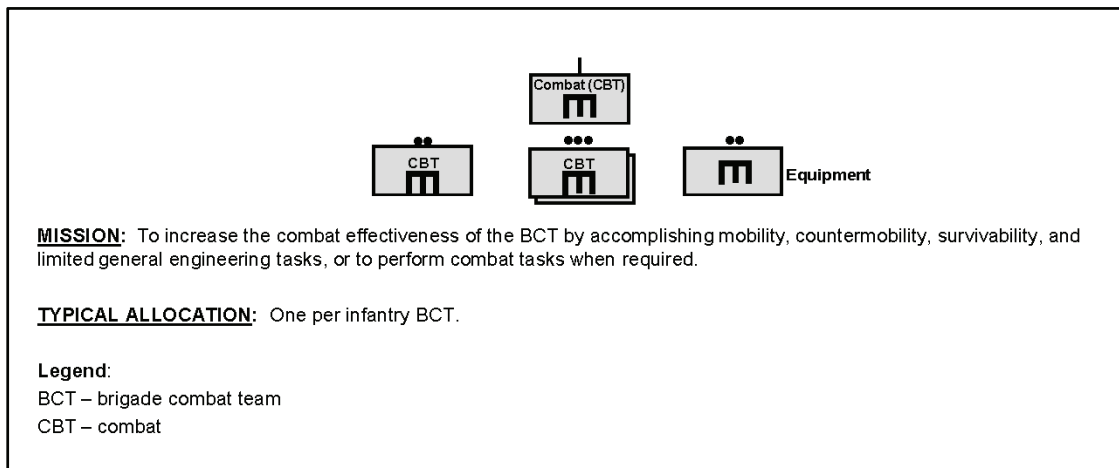 Combat (CBT)
CBT
CBT
Equipment
MISSION: To increase the combat effectiveness of the BCT by accomplishing mobility, countermobility, survivability, and
limited general engineering tasks, or to perform combat tasks when required.
TYPICAL ALLOCATION: One per infantry BCT.
Legend:
BCT – brigade combat team
CBT – combat